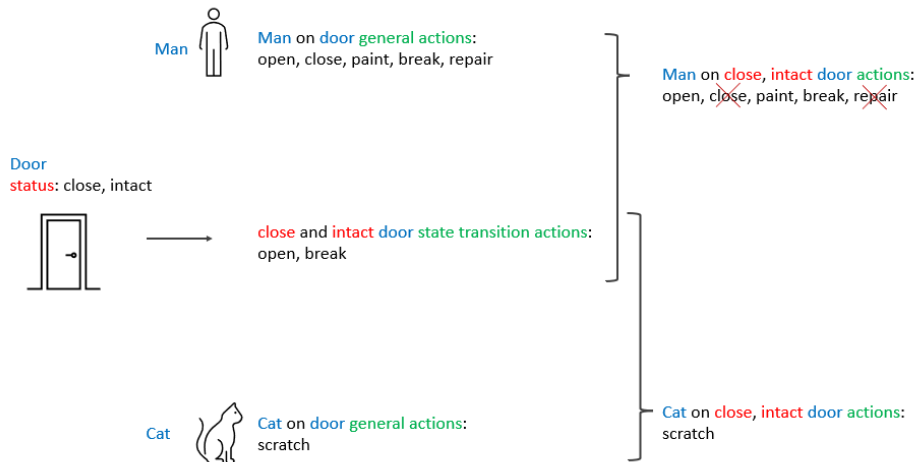 Man
Man on door general actions:
open, close, paint, break, repair
Man on close, intact door actions:
open, close, paint, break, repair
Door
status: close, intact
close and intact door state transition actions:
open, break
Cat
Cat on door general actions:
scratch
Cat on close, intact door actions:
scratch